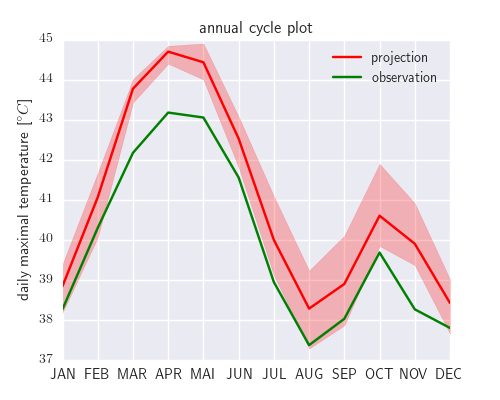 annual cycle plot
projection
observation
daily maximal temperature [°C]
45
44
43
42
41
40
39
38
37
JAN FEB MAR APR MAI JUN JUL AUG SEP OCT NOV DEC